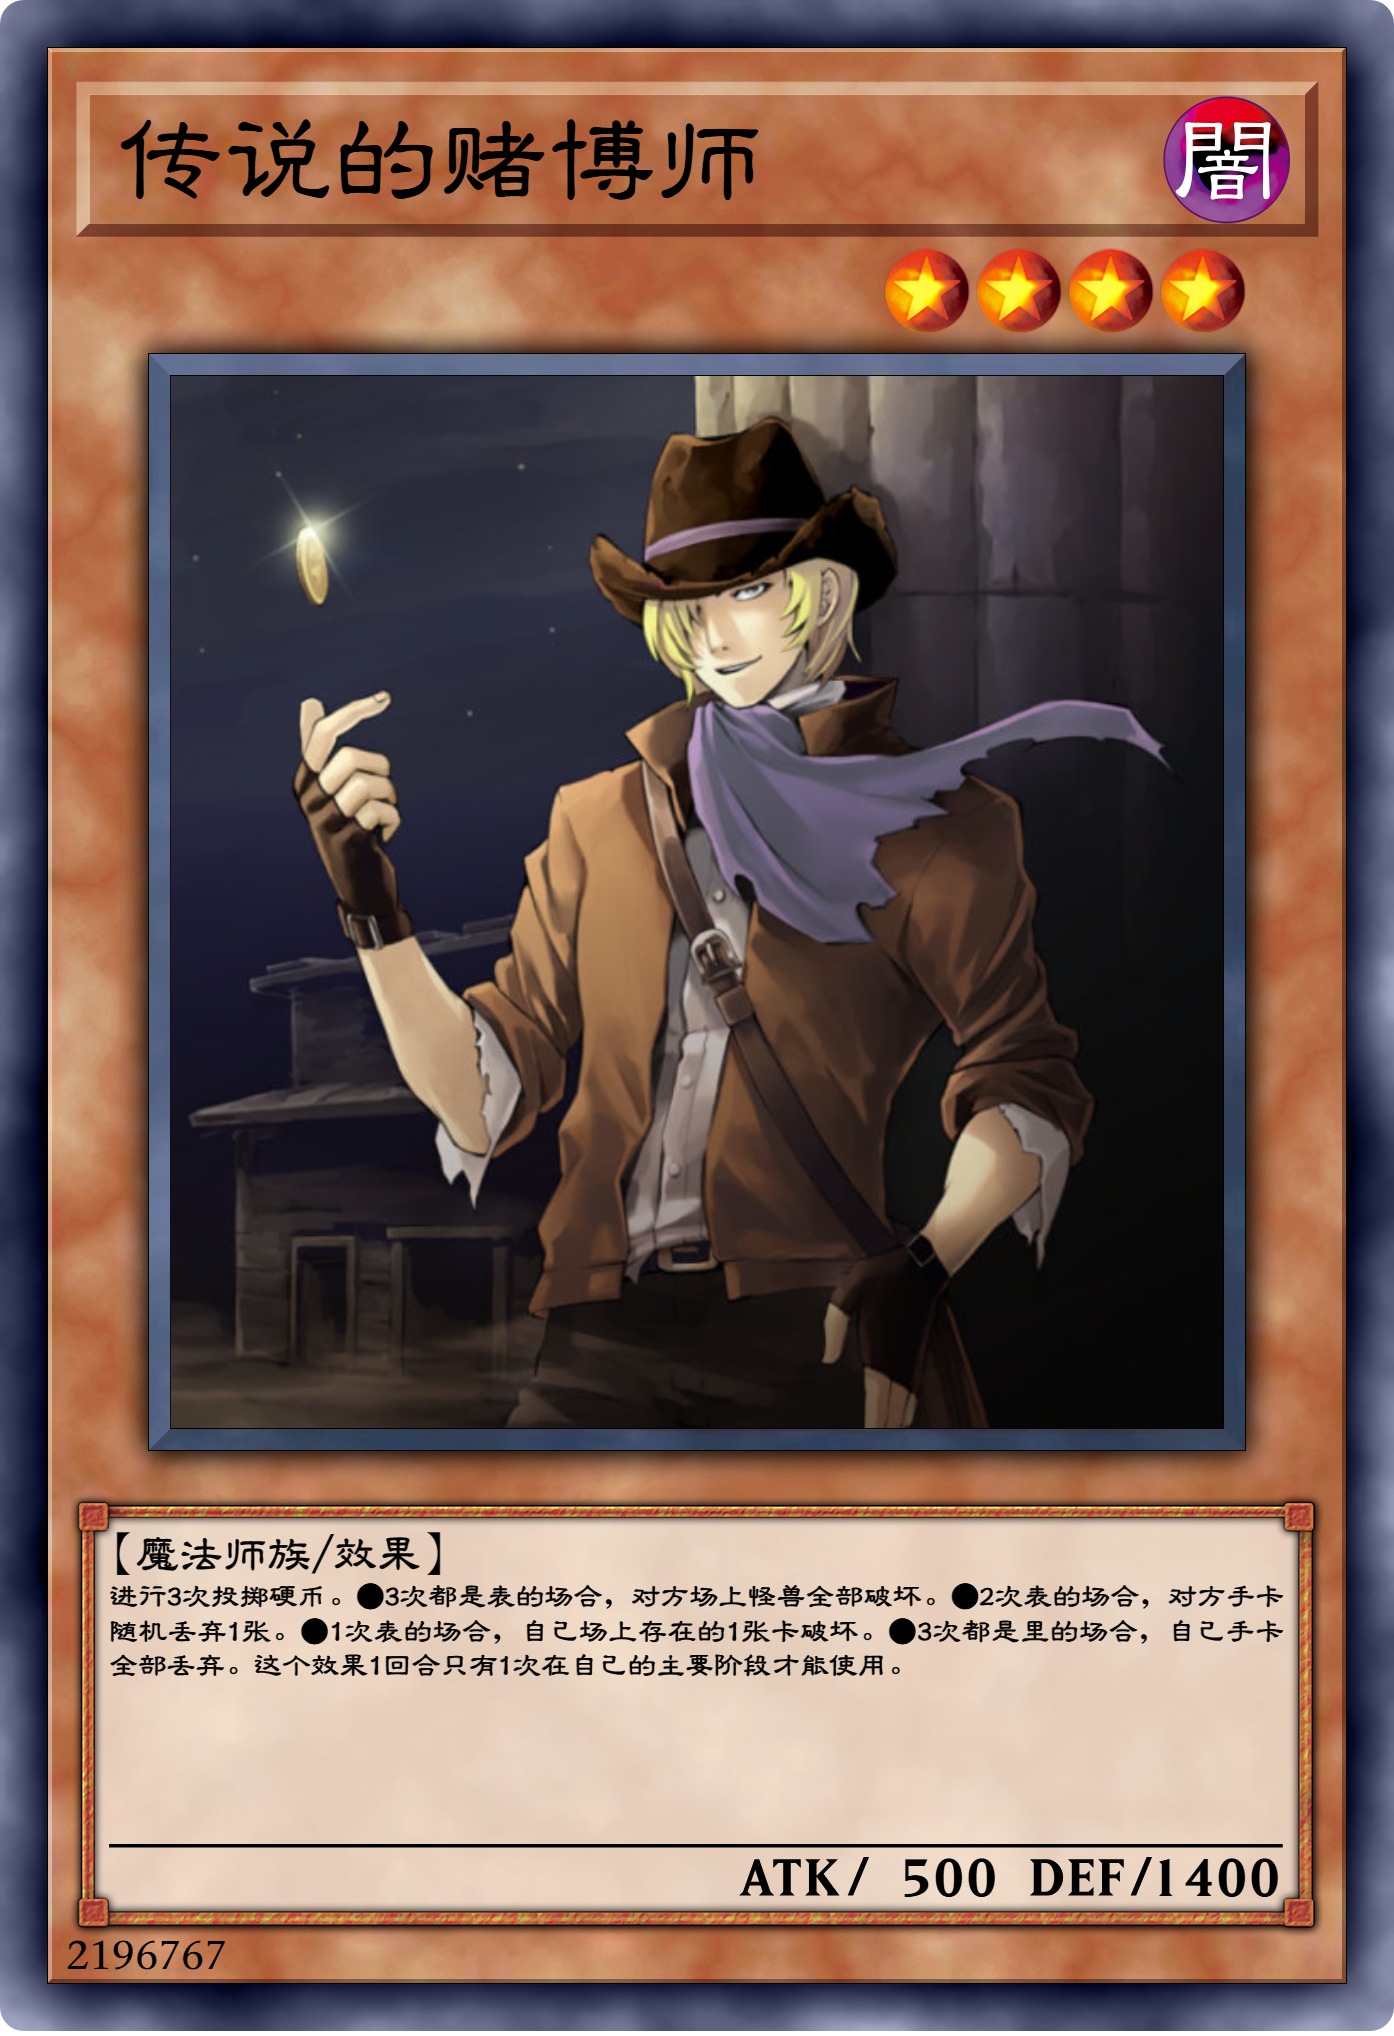 传说的赌博师
闇
【魔法师族/效果】
进行3次投掷硬币。●3次都是表的场合，对方场上怪兽全部破坏。●2次表的场合，对方手卡
随机丢弃1张。●1次表的场合，自己场上存在的1张卡破坏。●3次都是里的场合，自己手卡
全部丢弃。这个效果1回合只有1次在自己的主要阶段才能使用。
ATK/ 500 DEF/1400
2196767